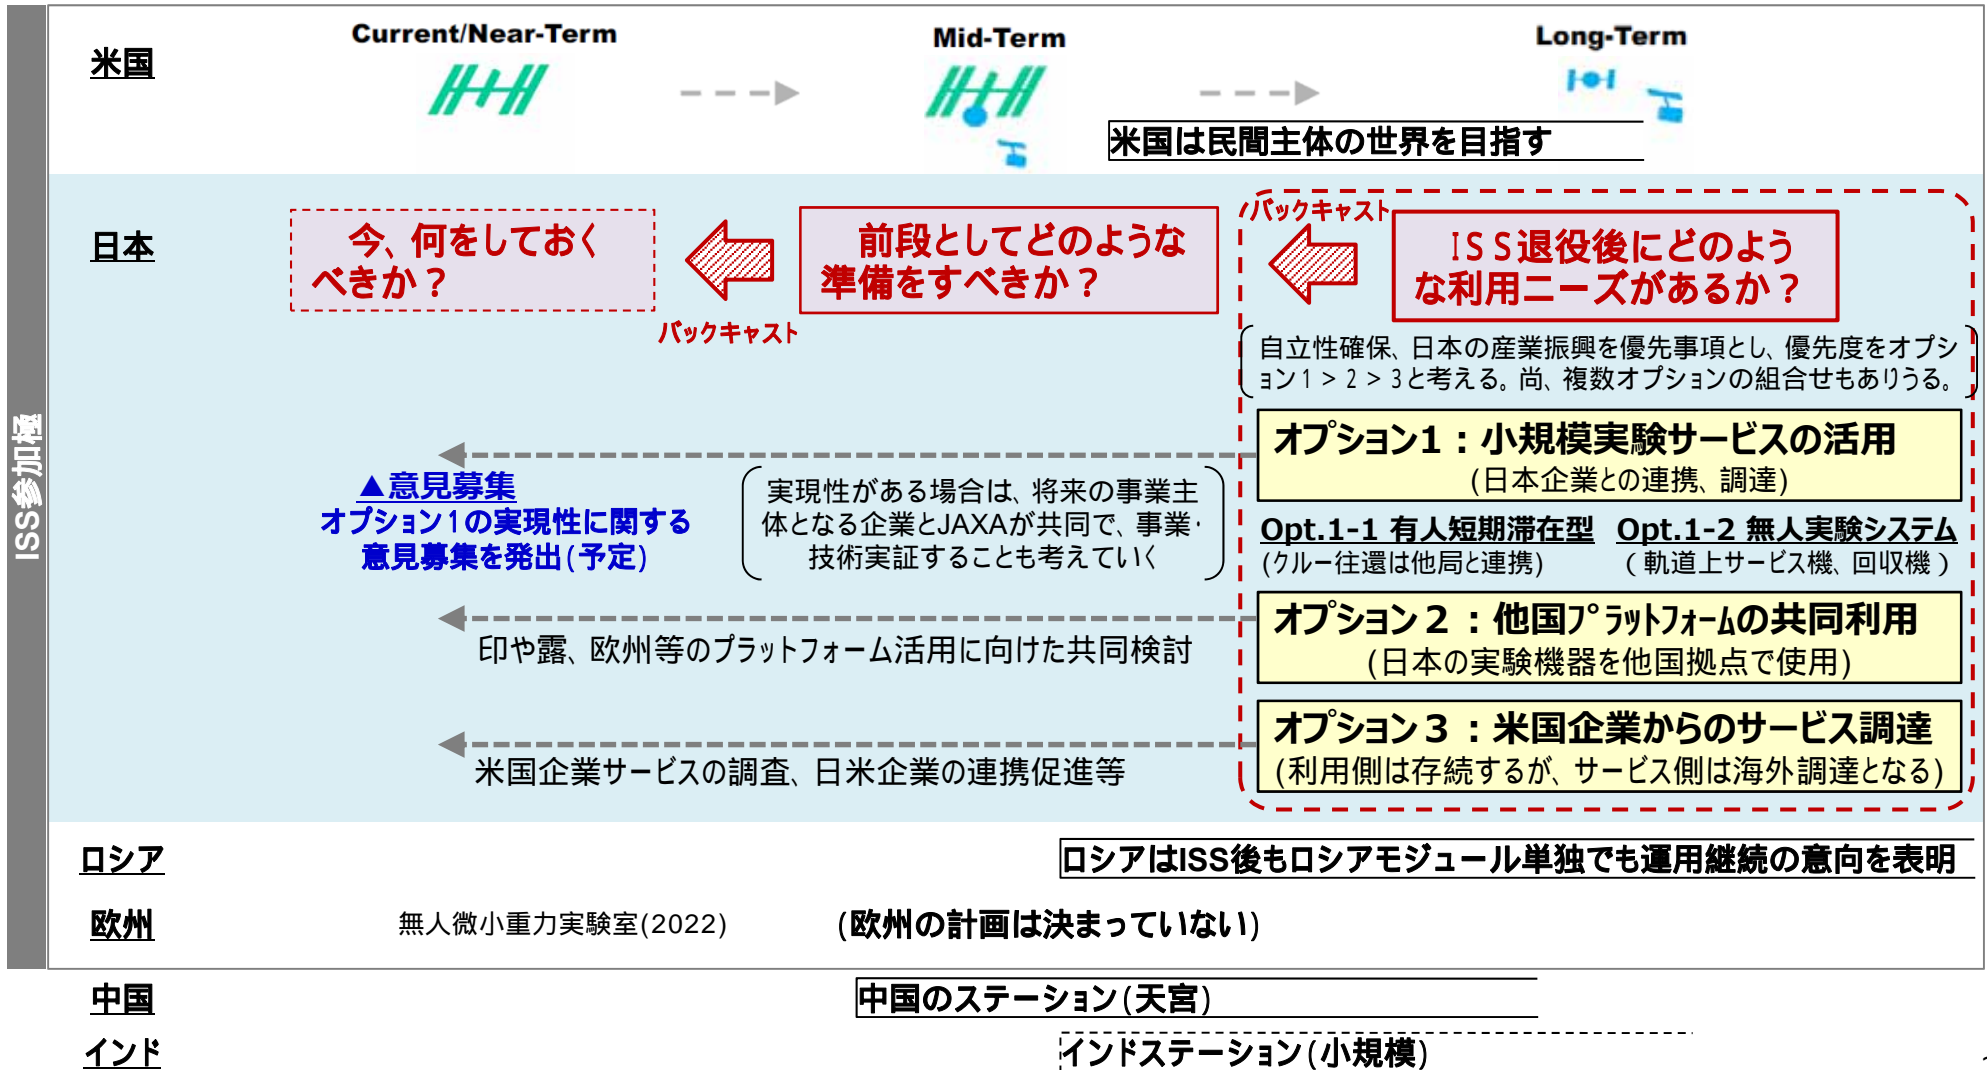 米国
Current/Near-Term
Mid-Term
Long-Term
米国は民間主体の世界を目指す
ISS参加極
日本
今、何をしておく
べきか？
バックキャスト
前段としてどのような
準備をすべきか？
バックキャスト
ISS退役後にどのよう
な利用ニーズがあるか？
自立性確保、日本の産業振興を優先事項とし、優先度をオプシ
ョン1＞2＞3と考える。尚、複数オプションの組合せもありうる。
オプション1：小規模実験サービスの活用
(日本企業との連携、調達)
▲意見募集
オプション1の実現性に関する
意見募集を発出(予定)
実現性がある場合は、将来の事業主
体となる企業とJAXAが共同で、事業・
技術実証することも考えていく
Opt.1-1 有人短期滞在型
(クルー往還は他局と連携)
Opt.1-2 無人実験システム
(軌道上サービス機、回収機)
オプション2：他国プラットフォームの共同利用
(日本の実験機器を他国拠点で使用)
印や露、欧州等のプラットフォーム活用に向けた共同検討
オプション3：米国企業からのサービス調達
(利用側は存続するが、サービス側は海外調達となる)
米国企業サービスの調査、日米企業の連携促進等
ロシア
ロシアはISS後もロシアモジュール単独でも運用継続の意向を表明
欧州
無人微小重力実験室(2022)
(欧州の計画は決まっていない)
中国
中国のステーション(天宮)
インド
インドステーション(小規模)